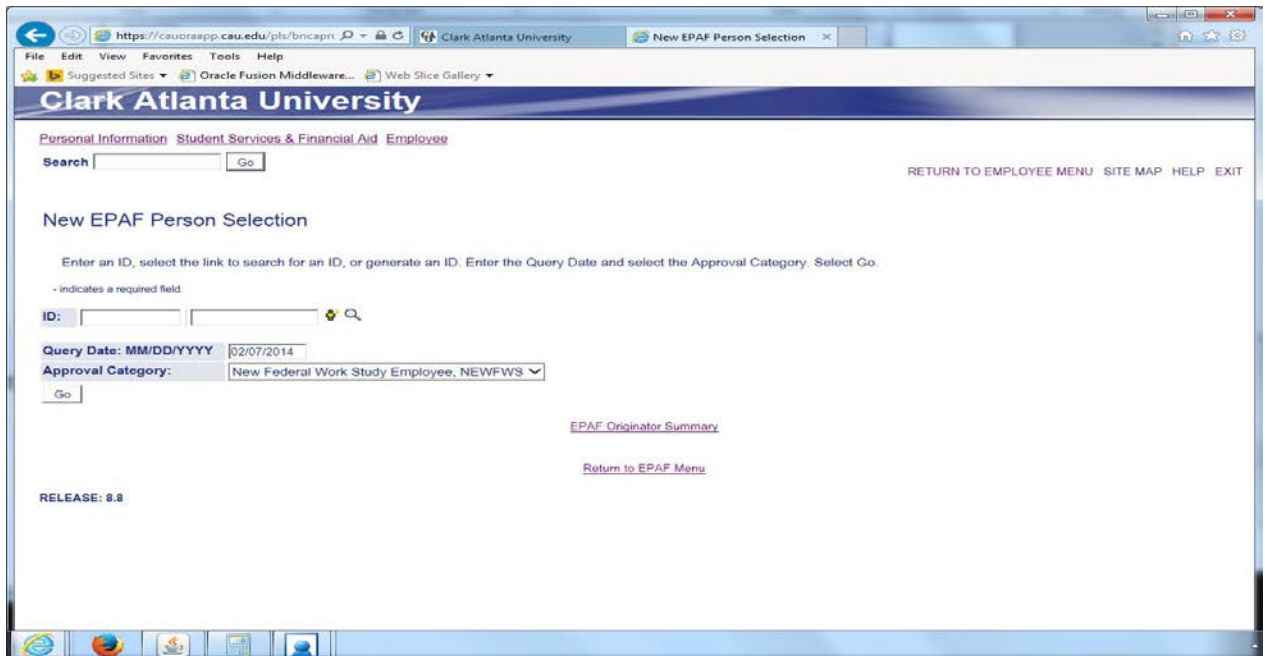 https://cauoraapp.cau.edu/pls/bncapr Clark Atlanta University New EPAF Person Selection
File Edit View Favorites Tools Help
Suggested Sites Oracle Fusion Middleware... Web Slice Gallery
Clark Atlanta University
Personal Information Student Services & Financial Aid Employee
Search Go
RETURN TO EMPLOYEE MENU SITE MAP HELP EXIT
New EPAF Person Selection
Enter an ID, select the link to search for an ID, or generate an ID. Enter the Query Date and select the Approval Category. Select Go.
- indicates a required field.
ID:
Query Date: MM/DD/YYYY 02/07/2014
Approval Category: New Federal Work Study Employee, NEWFWS
Go
EPAF Originator Summary
Return to EPAF Menu
RELEASE: 8.8